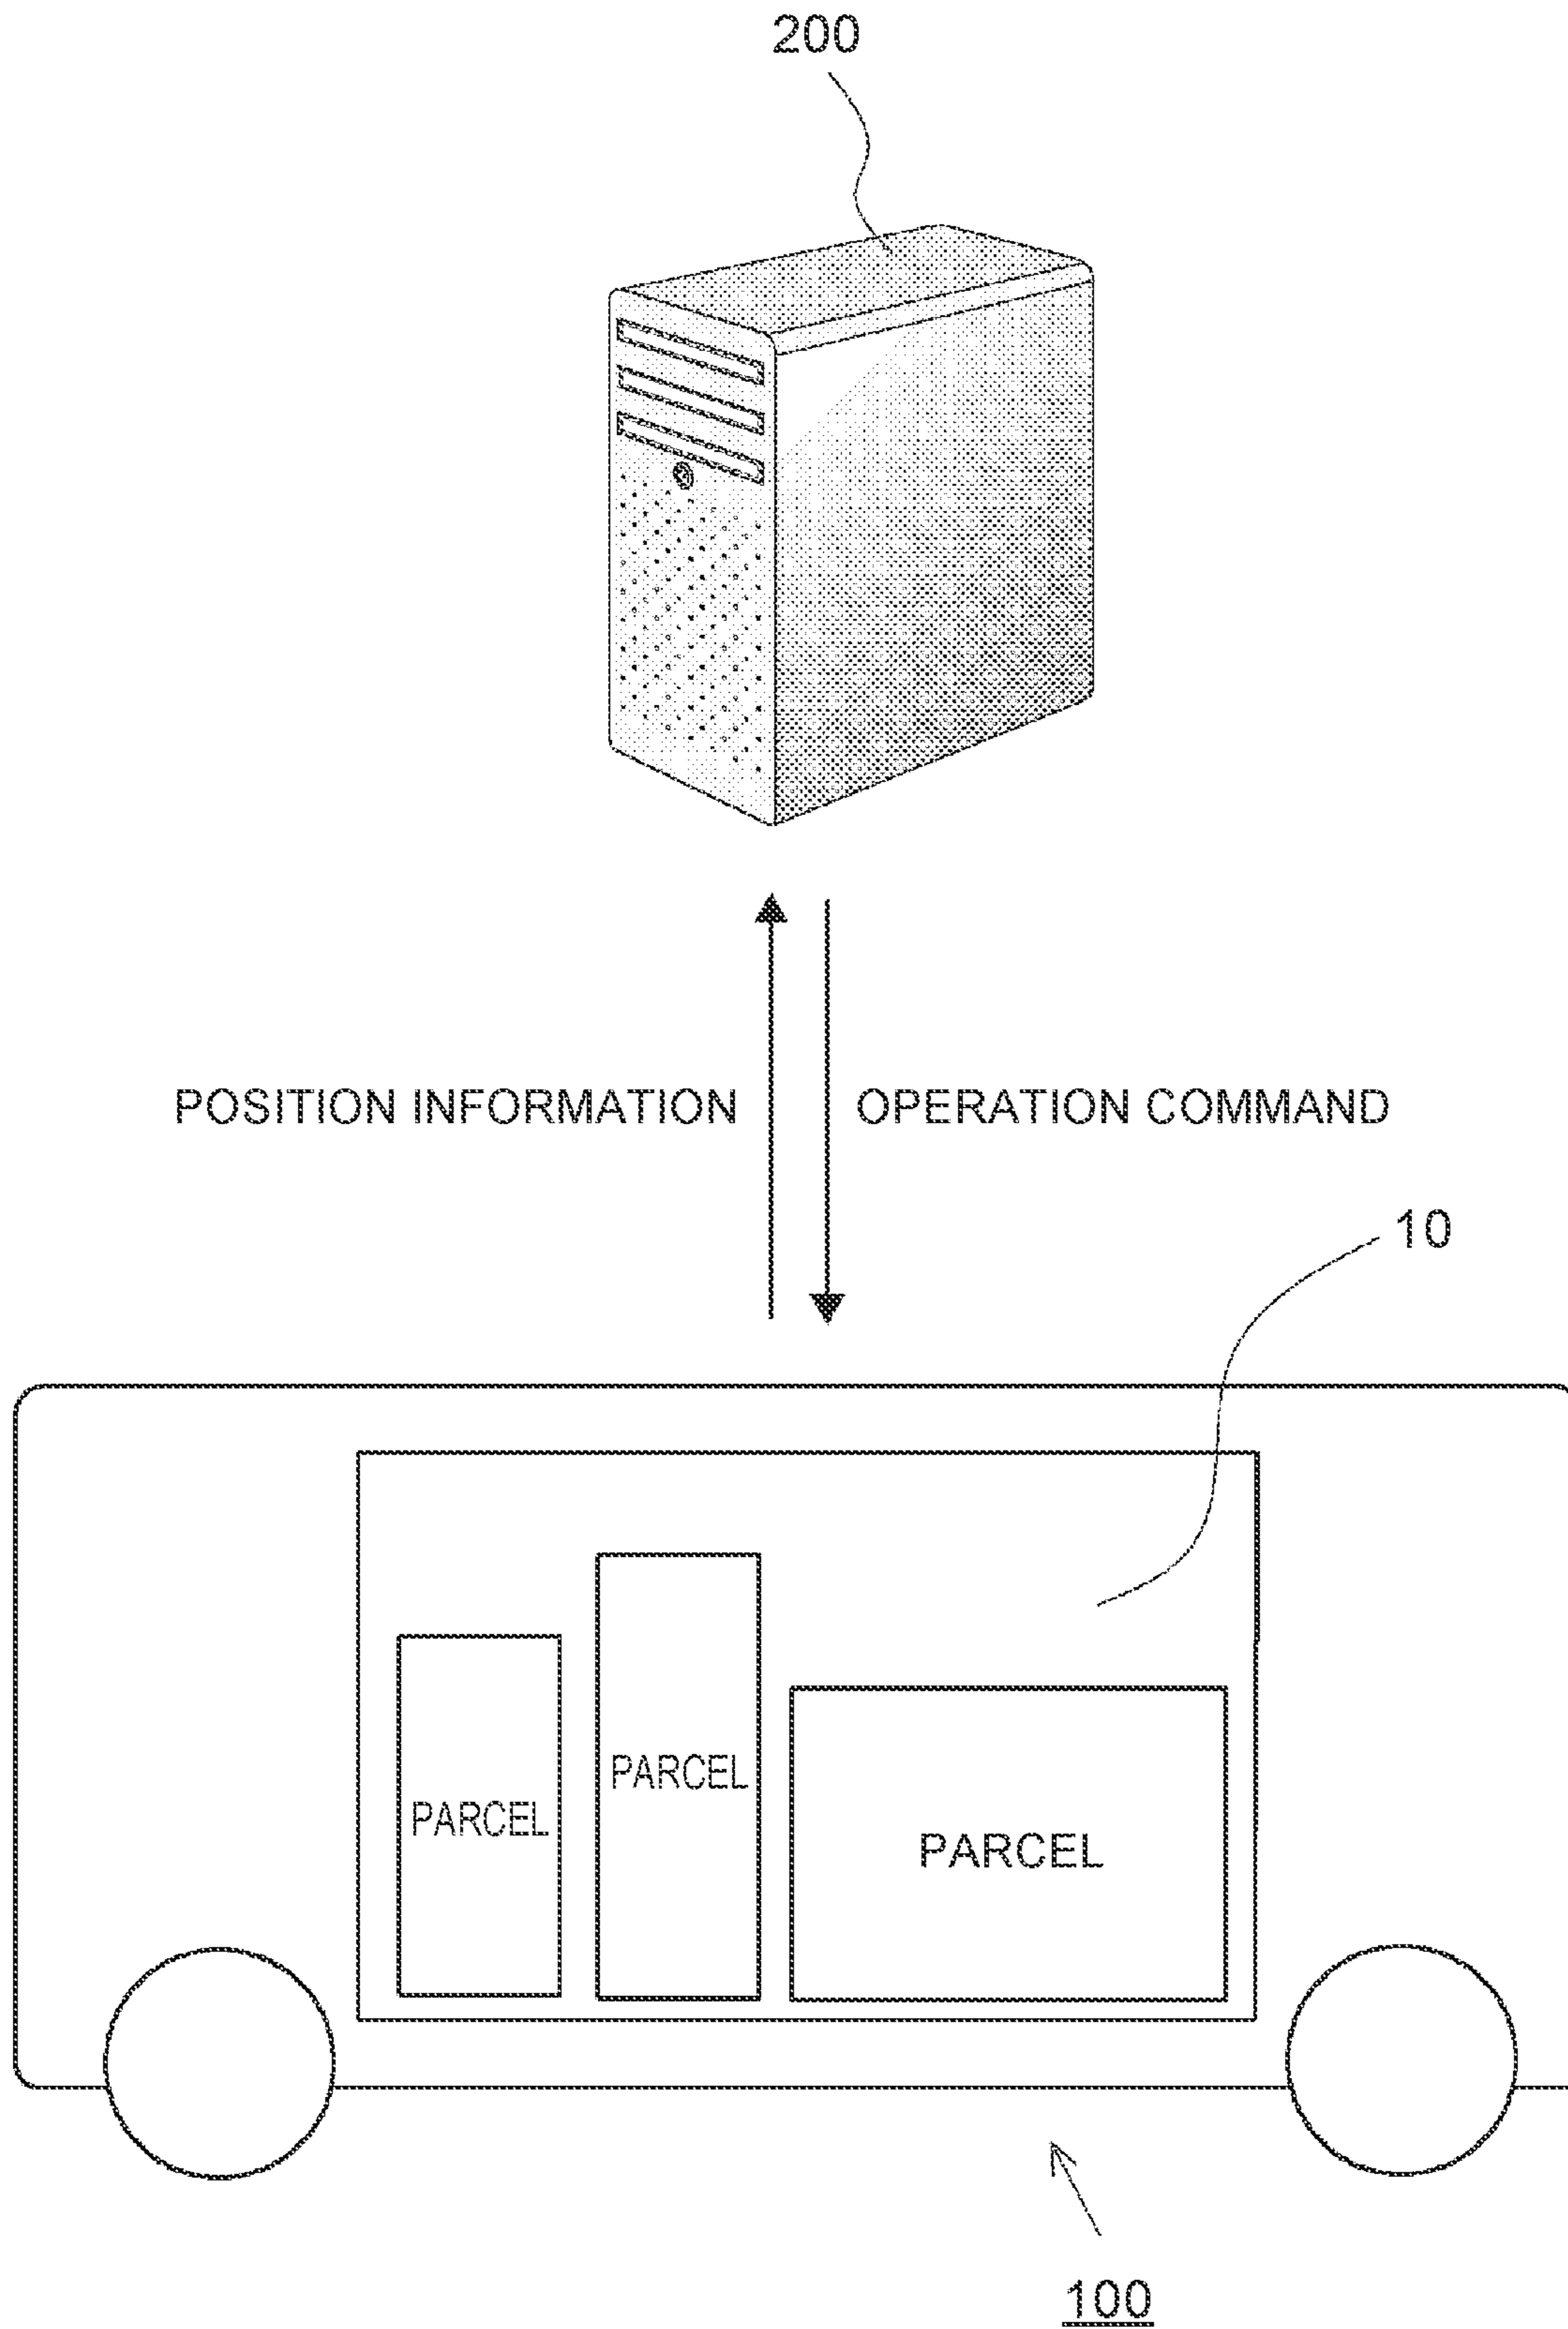 200
POSITION INFORMATION
OPERATION COMMAND
10
PARCEL
PARCEL
PARCEL
100